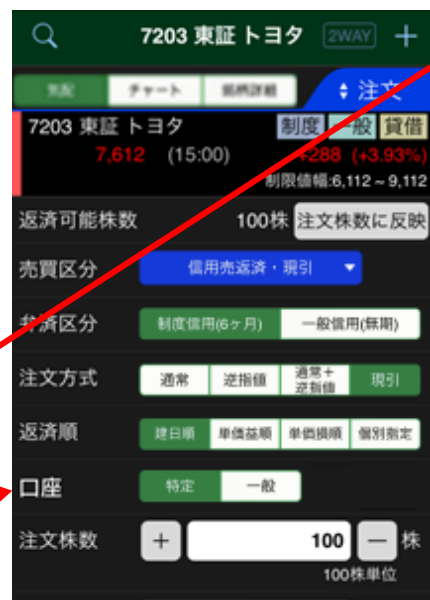 7203 東証 トヨタ 2WAY +
気配 チャート 銘柄詳細 注文
7203 東証 トヨタ 制度 一般 貸借
7,612 (15:00) +288 (+3.93%)
制限値幅:6,112 ~ 9,112
返済可能株数 100株 注文株数に反映
売買区分 信用売返済・現引
弁済区分 制度信用(6ヶ月) 一般信用(無期)
注文方式 通常 逆指値 通常+逆指値 現引
返済順 建日順 単価益順 単価損順 個別指定
口座 特定 一般
注文株数 + 100 − 株
100株単位